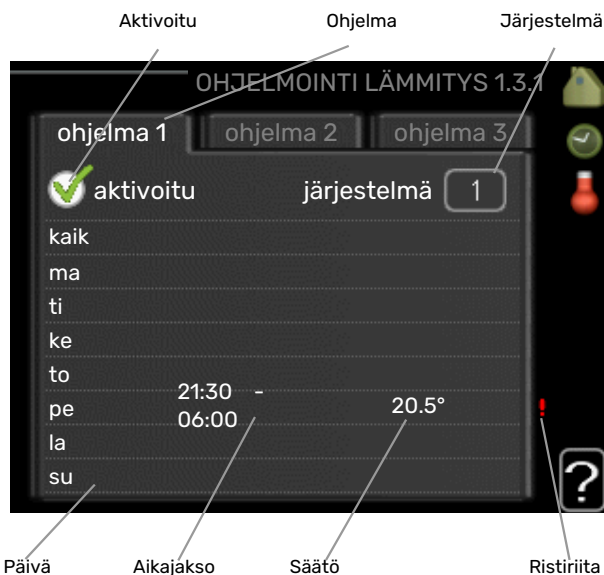 Aktivoitu Ohjelma Järjestelmä
OHJELMOINTI LÄMMITYS 1.3.1
ohjelma 1 ohjelma 2 ohjelma 3
aktivoitu järjestelmä 1
kaik
ma
ti
ke
to
pe 21:30 - 06:00 20.5° !
la
su
?
Päivä Aikajakso Säätö Ristiriita